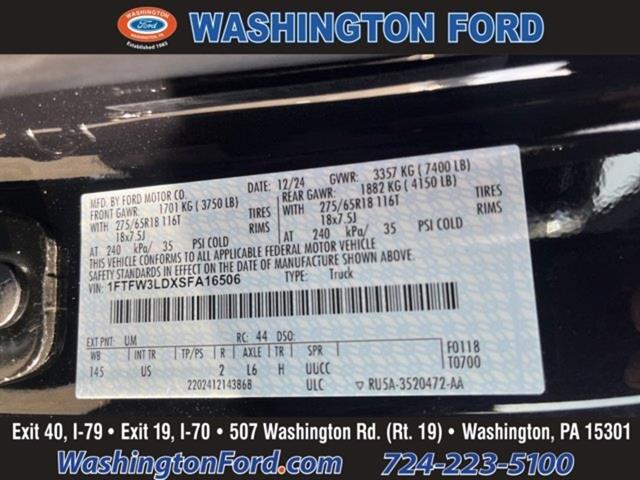 WASHINGTON FORD
WASHINGTON
Ford
WASHINGTON, PA
Established 1983
MFD. BY FORD MOTOR CO.
DATE: 12/24 GVWR: 3357 KG ( 7400 LB)
FRONT GAWR: 1701 KG ( 3750 LB) REAR GAWR: 1882 KG ( 4150 LB)
WITH 275/65R18 116T TIRES WITH 275/65R18 116T TIRES
18x7.5J RIMS 18x7.5J RIMS
AT 240 kPa/ 35 PSI COLD AT 240 kPa/ 35 PSI COLD
THIS VEHICLE CONFORMS TO ALL APPLICABLE FEDERAL MOTOR VEHICLE
SAFETY STANDARDS IN EFFECT ON THE DATE OF MANUFACTURE SHOWN ABOVE.
VIN: 1FTFW3LDXSFA16506 TYPE: Truck
EXT PNT: UM RC: 44 DSO:
WB INT TR TP/PS R AXLE TR SPR F0118
145 US 2 L6 H UUCC T0700
2202412143868 ULC ▽ RU5A-3520472-AA
Exit 40, I-79 • Exit 19, I-70 • 507 Washington Rd. (Rt. 19) • Washington, PA 15301
WashingtonFord.com 724-223-5100